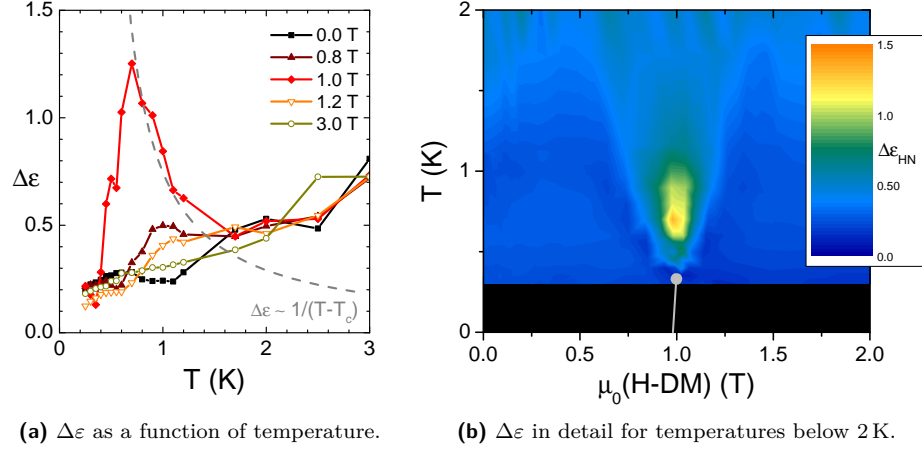 1.5
1.0
0.5
0.0
Δε
0.0 T
0.8 T
1.0 T
1.2 T
3.0 T
Δε ~ 1/(T-Tc)
0 1 2 3
T (K)
2
1
0
T (K)
1.5
1.0
0.50
0.0
ΔεHN
0.0 0.5 1.0 1.5 2.0
μ0(H-DM) (T)
(a) Δε as a function of temperature.
(b) Δε in detail for temperatures below 2 K.